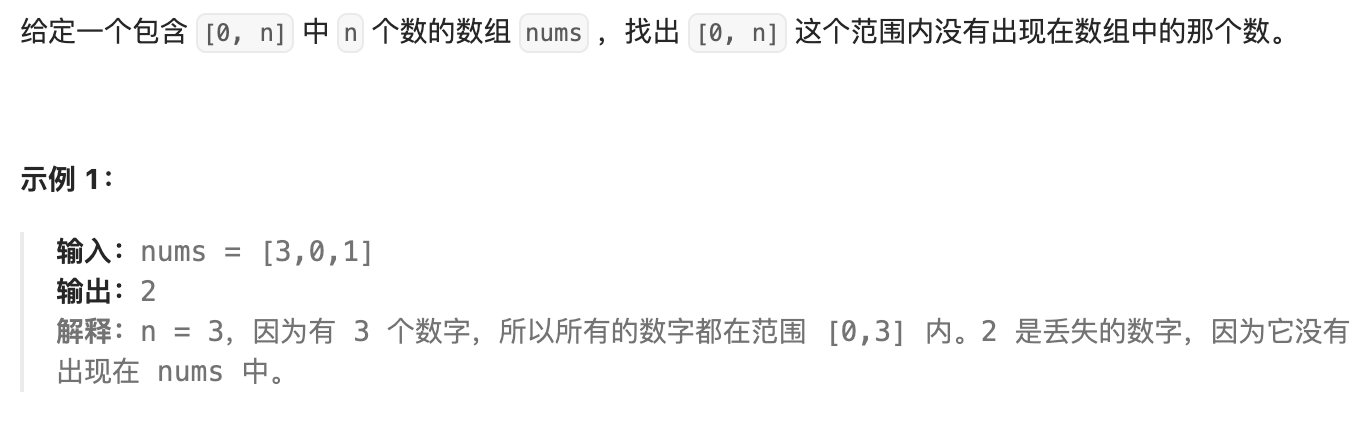 给定一个包含 [0, n] 中 n 个数的数组 nums ，找出 [0, n] 这个范围内没有出现在数组中的那个数。
示例 1：
输入：nums = [3,0,1]
输出：2
解释：n = 3，因为有 3 个数字，所以所有的数字都在范围 [0,3] 内。2 是丢失的数字，因为它没有
出现在 nums 中。